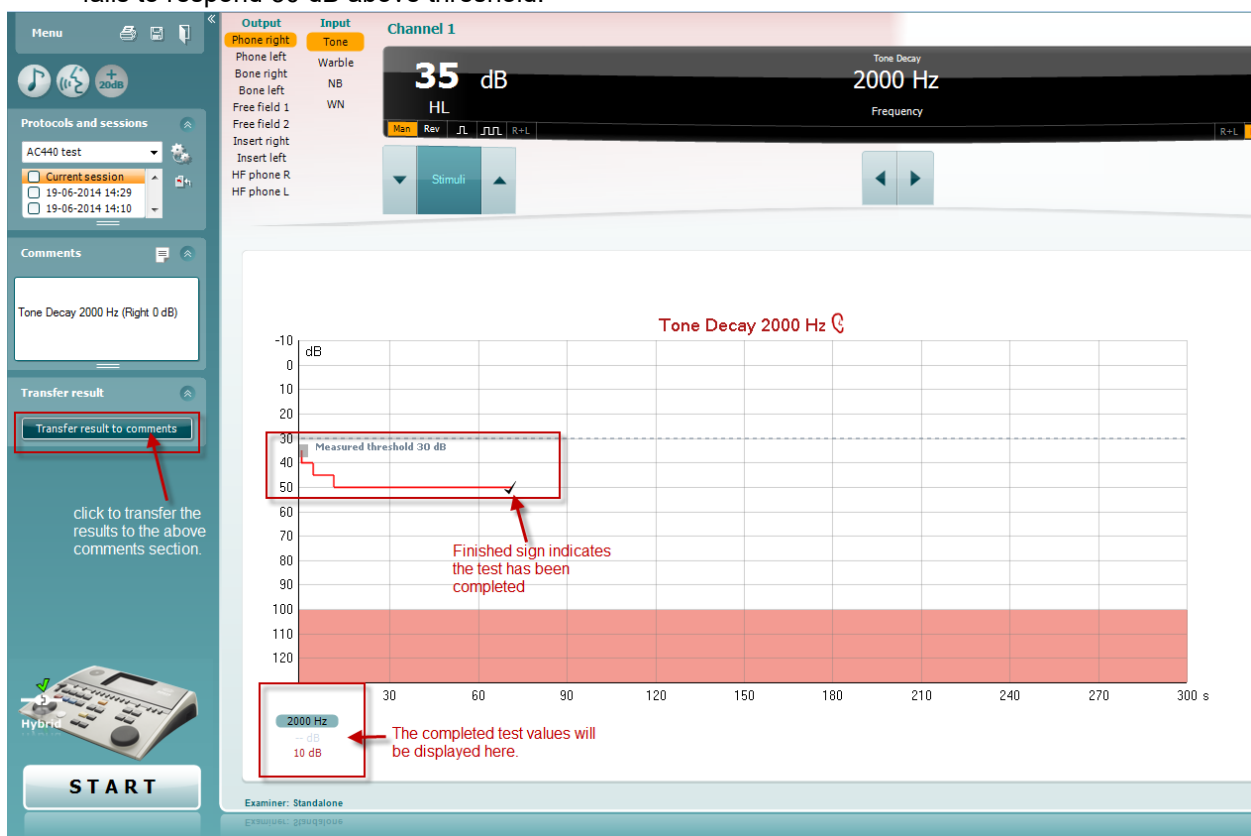 fails to respond 30 dB above threshold.
Menu
20dB
Protocols and sessions
AC440 test
Current session
19-06-2014 14:29
19-06-2014 14:10
Comments
Tone Decay 2000 Hz (Right 0 dB)
Transfer result
Transfer result to comments
click to transfer the
results to the above
comments section.
Hybrid
START
Output
Phone right
Phone left
Bone right
Bone left
Free field 1
Free field 2
Insert right
Insert left
HF phone R
HF phone L
Input
Tone
Warble
NB
WN
Channel 1
35 dB
HL
Man Rev R+L
Tone Decay
2000 Hz
Frequency
R+L
Stimuli
Tone Decay 2000 Hz
dB
-10
0
10
20
30
40
50
60
70
80
90
100
110
120
Measured threshold 30 dB
Finished sign indicates
the test has been
completed
30 60 90 120 150 180 210 240 270 300 s
2000 Hz
-- dB
10 dB
The completed test values will
be displayed here.
Examiner: Standalone